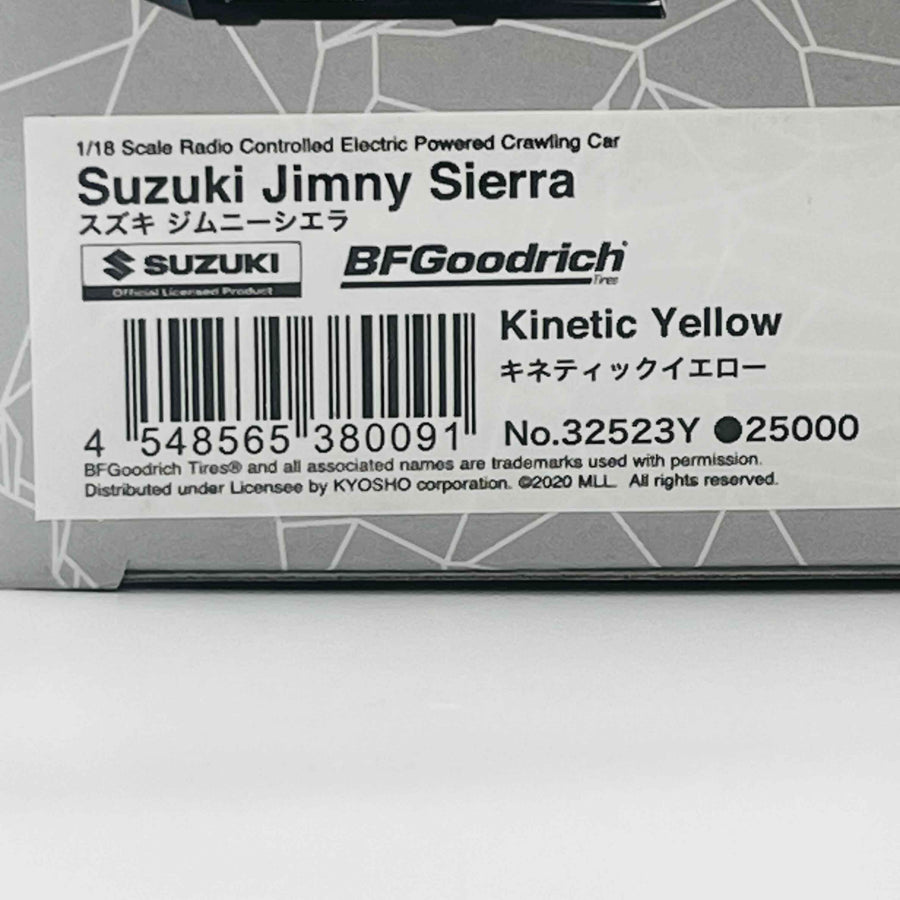 1/18 Scale Radio Controlled Electric Powered Crawling Car
Suzuki Jimny Sierra
スズキ ジムニーシエラ
SUZUKI
Official Licensed Product
BFGoodrich®
Tires
Kinetic Yellow
キネティックイエロー
4 548565 380091
No.32523Y ●25000
BFGoodrich Tires® and all associated names are trademarks used with permission.
Distributed under Licensee by KYOSHO corporation. ©2020 MLL. All rights reserved.